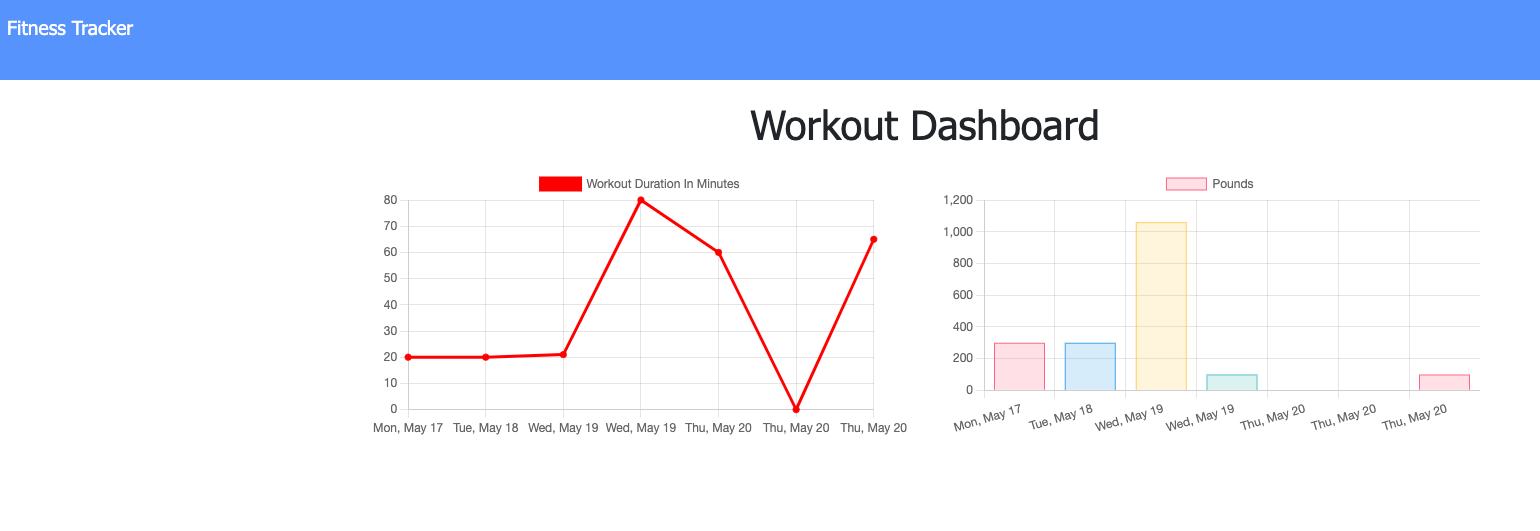 Fitness Tracker
Workout Dashboard
Workout Duration In Minutes
80
70
60
50
40
30
20
10
0
Mon, May 17 Tue, May 18 Wed, May 19 Wed, May 19 Thu, May 20 Thu, May 20 Thu, May 20
Pounds
1,200
1,000
800
600
400
200
0
Mon, May 17 Tue, May 18 Wed, May 19 Wed, May 19 Thu, May 20 Thu, May 20 Thu, May 20